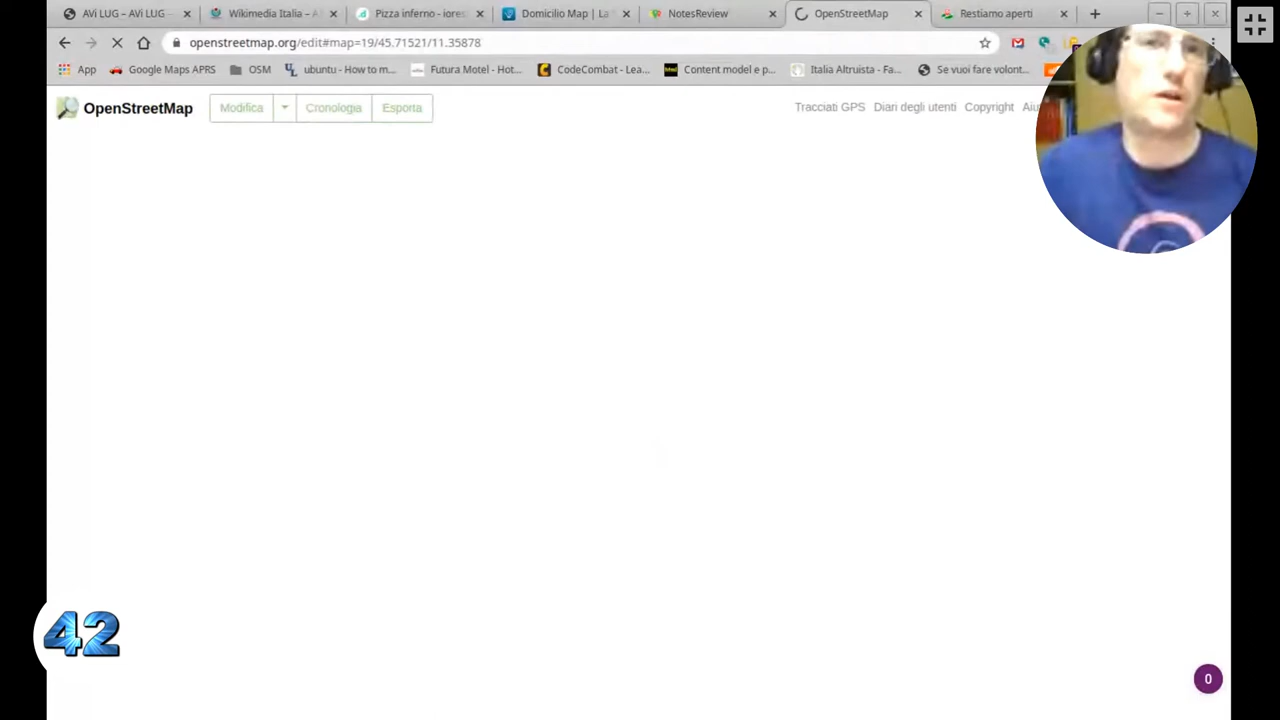 AVi LUG – AVi LUG
Wikimedia Italia – A
Pizza inferno - iores
Domicilio Map | La
NotesReview
OpenStreetMap
Restiamo aperti
openstreetmap.org/edit#map=19/45.71521/11.35878
App
Google Maps APRS
OSM
ubuntu - How to m...
Futura Motel - Hot...
CodeCombat - Lea...
Content model e p...
Italia Altruista - Fa...
Se vuoi fare volont...
OpenStreetMap
Modifica
Cronologia
Esporta
Tracciati GPS
Diari degli utenti
Copyright
42
0